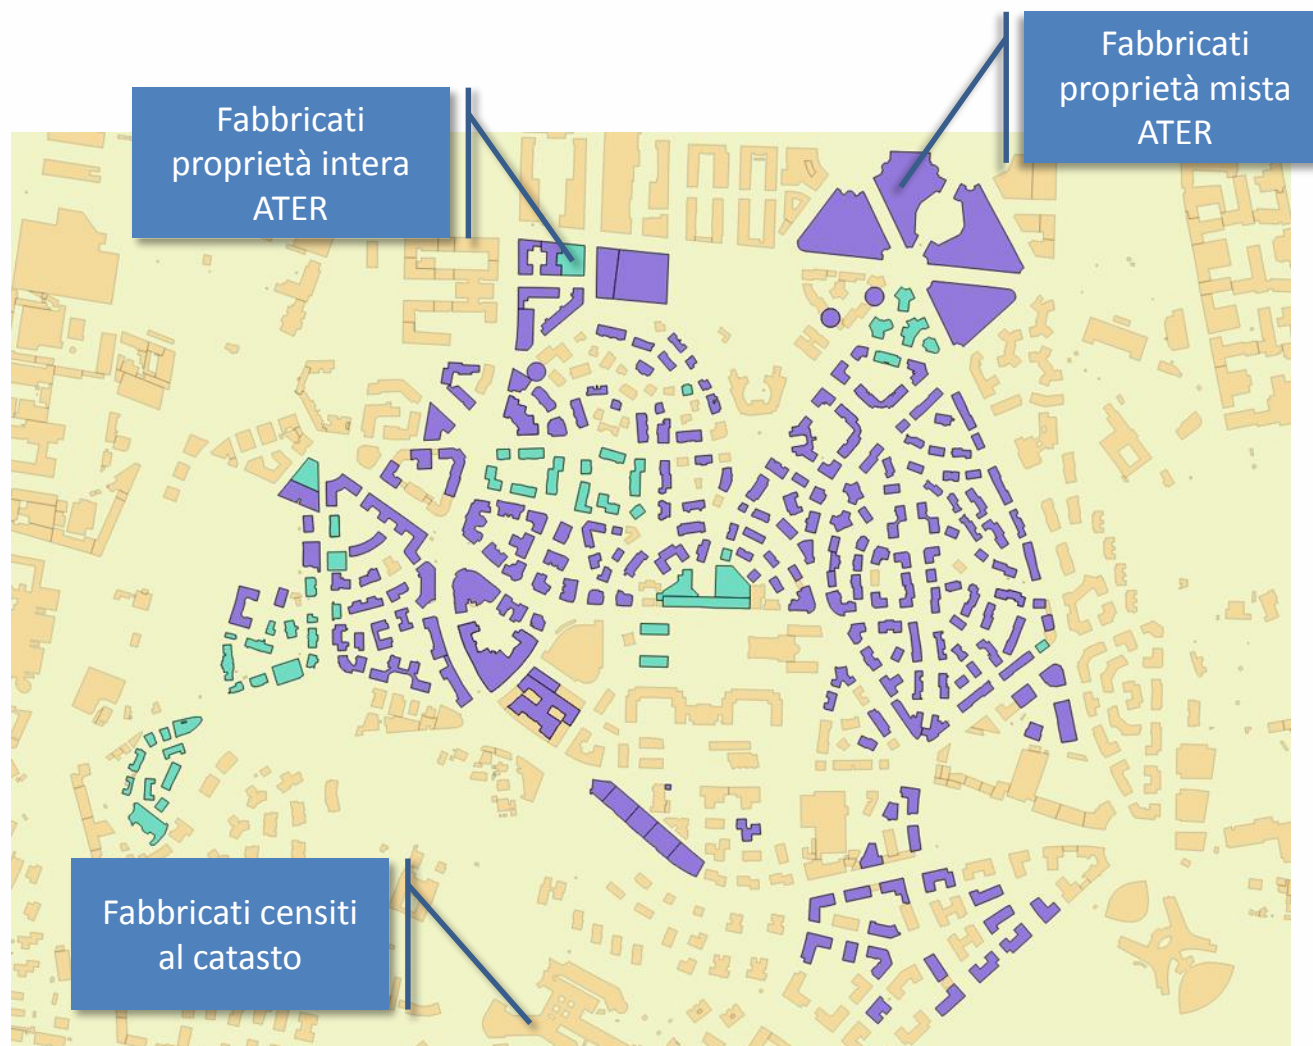 Fabbricati
proprietà mista
ATER
Fabbricati
proprietà intera
ATER
Fabbricati censiti
al catasto